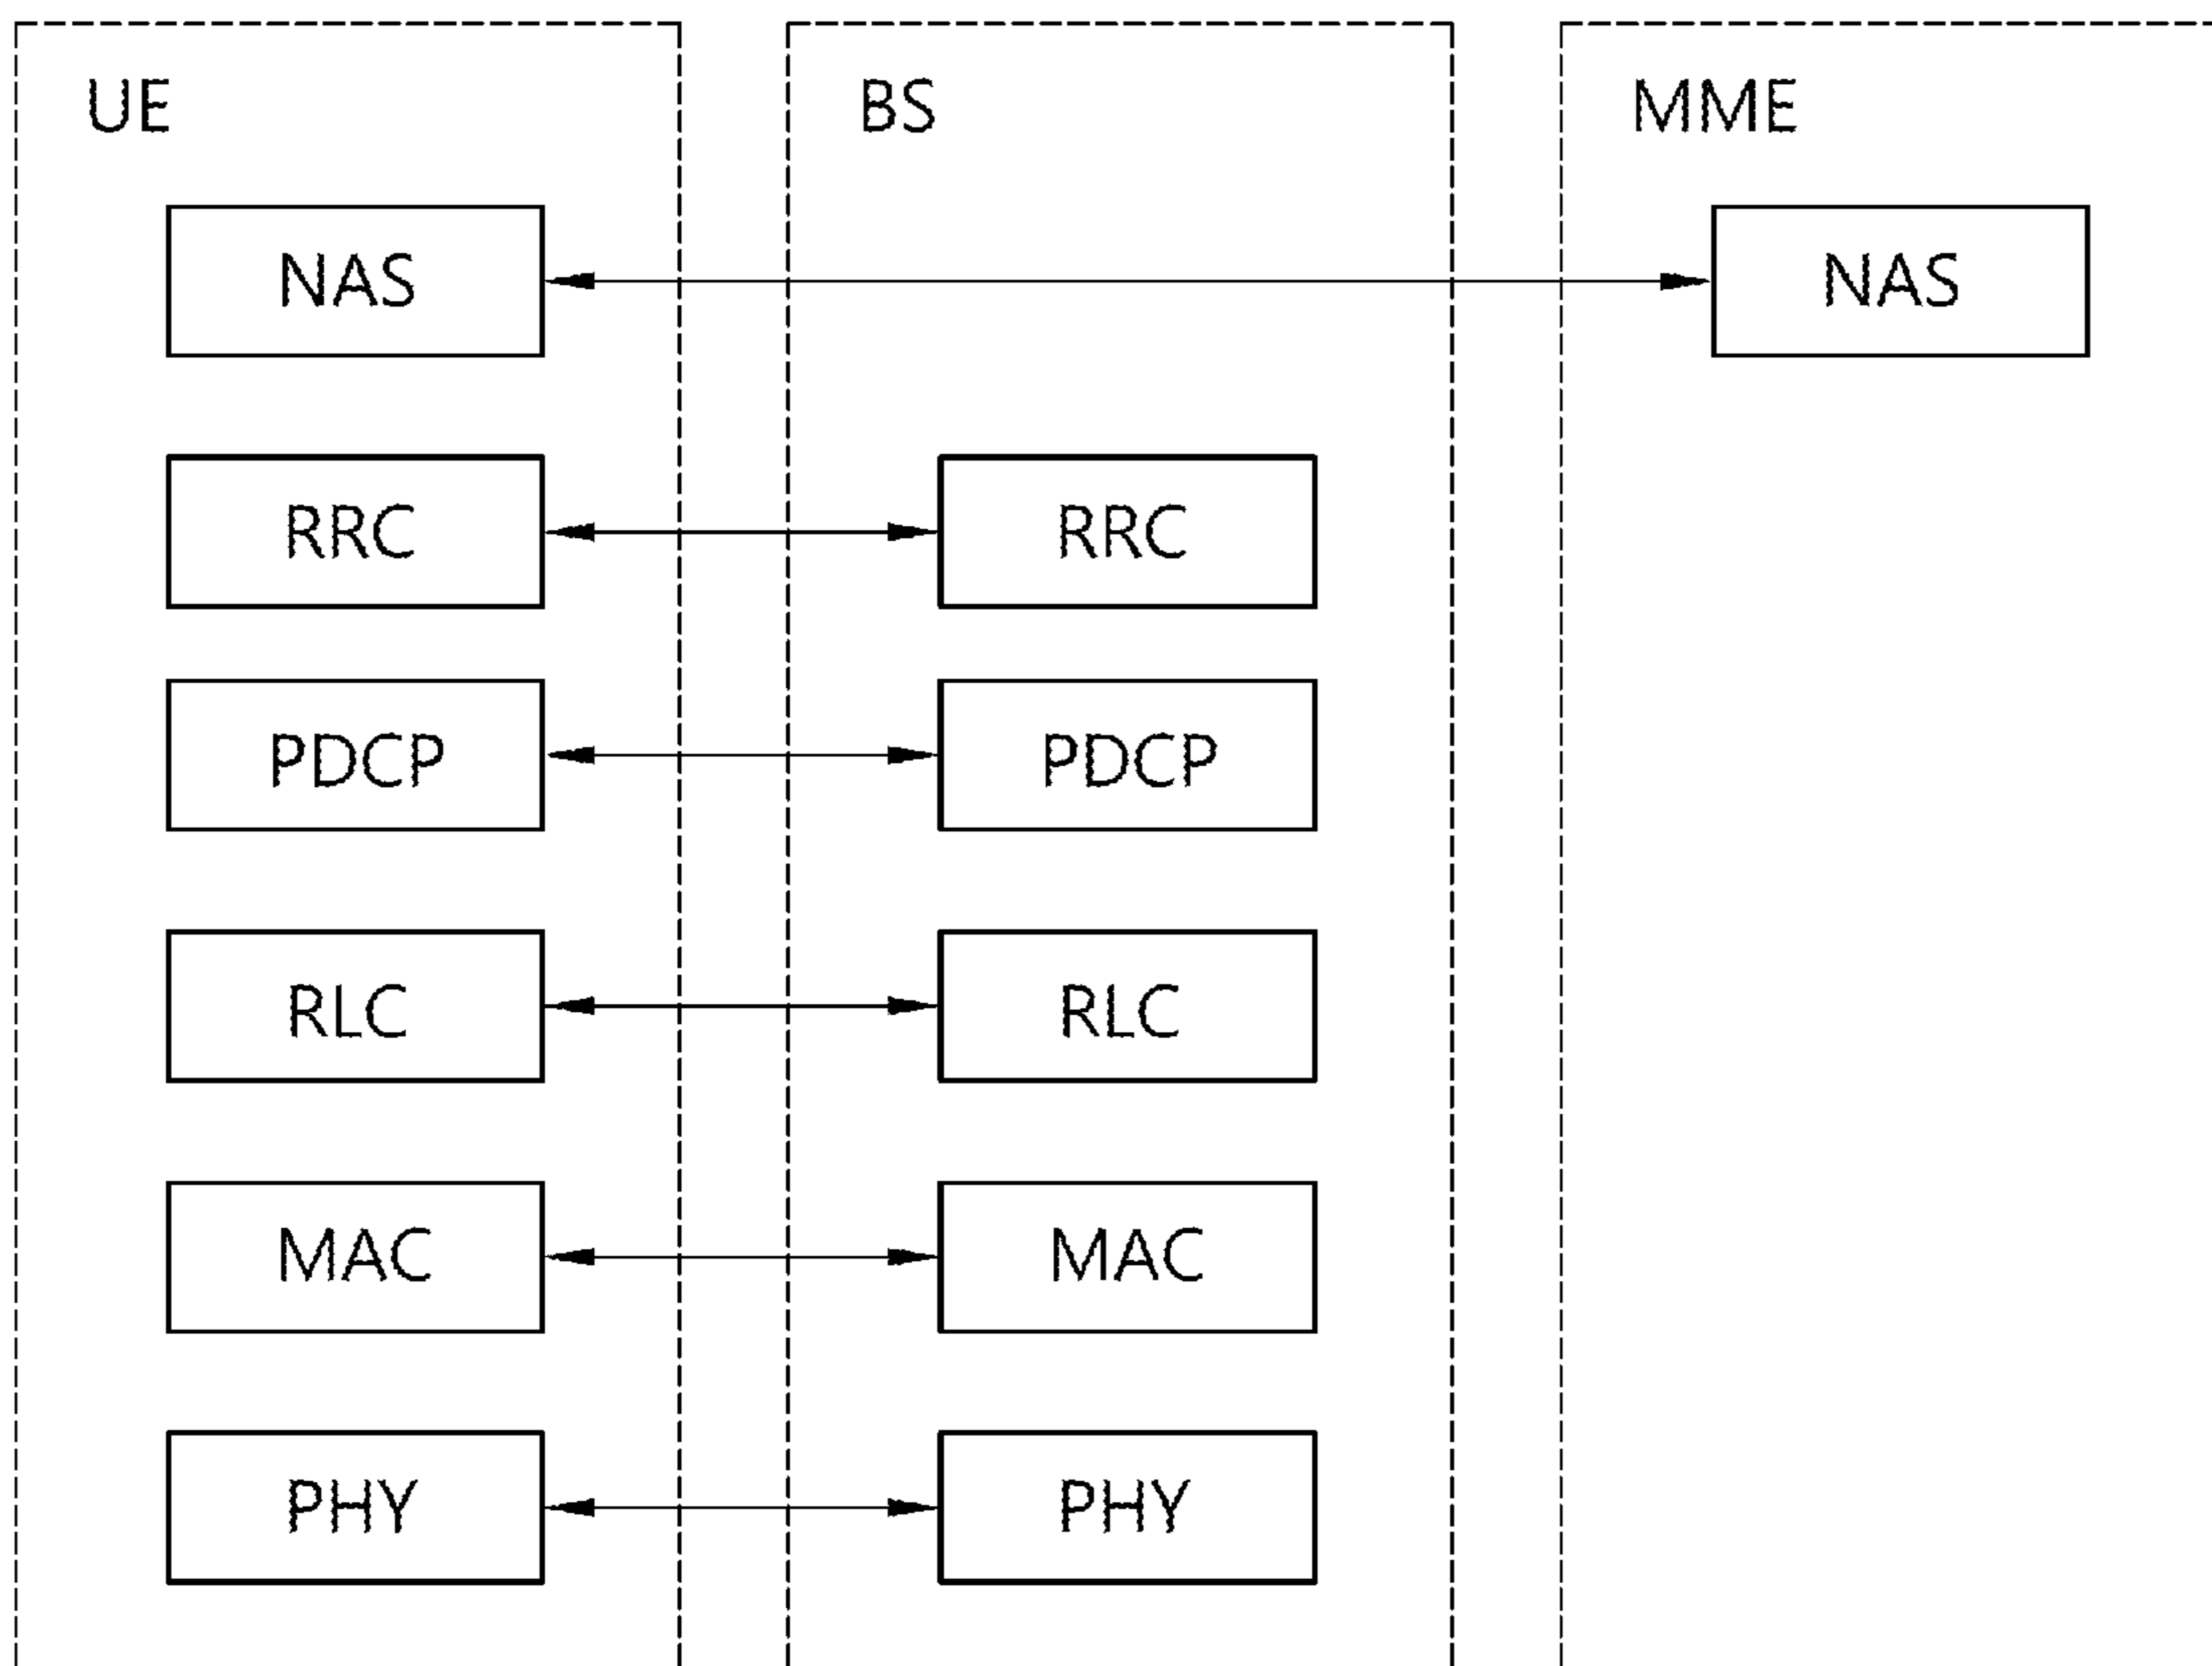 UE BS MME
NAS NAS
RRC RRC
PDCP PDCP
RLC RLC
MAC MAC
PHY PHY